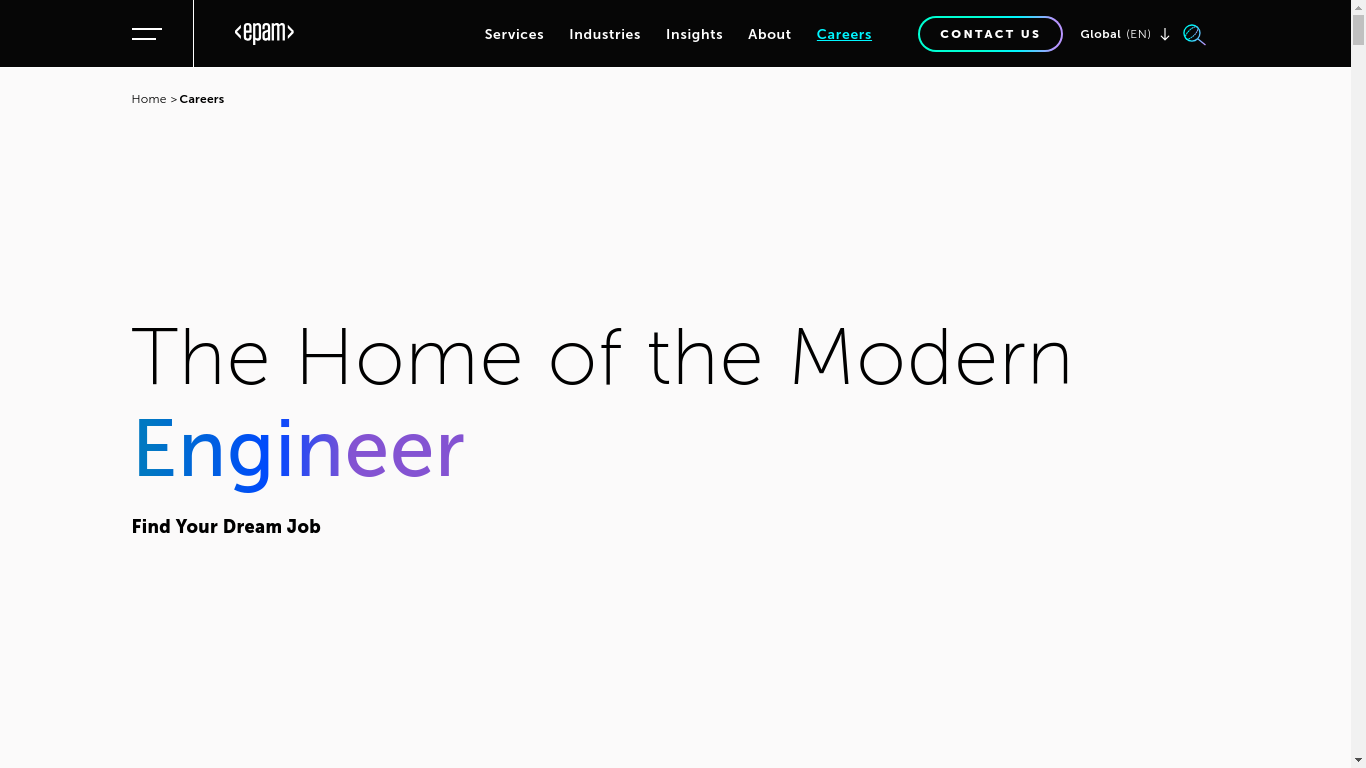 <epam>
Services Industries Insights About Careers CONTACT US Global (EN)
Home > Careers
The Home of the Modern
Engineer
Find Your Dream Job